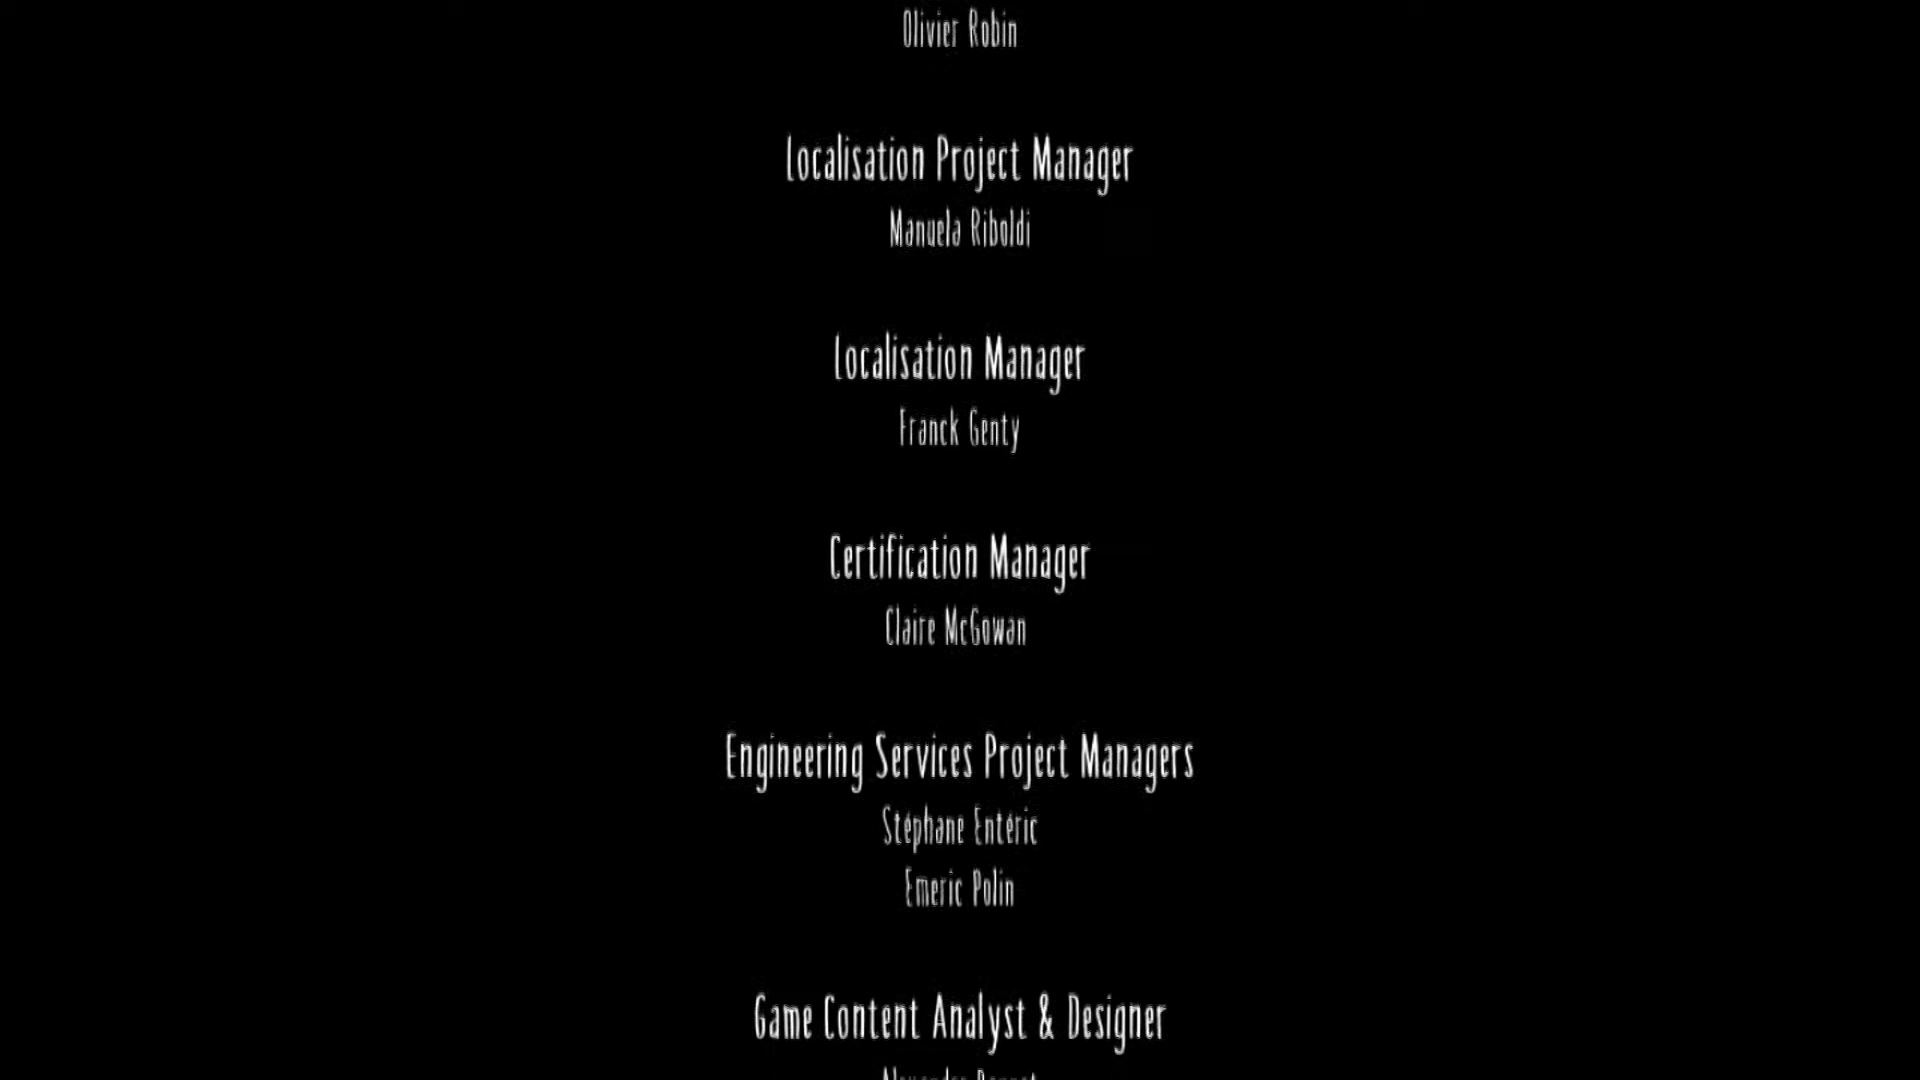 Olivier Robin
Localisation Project Manager
Manuela Riboldi
Localisation Manager
Franck Genty
Certification Manager
Claire McGowan
Engineering Services Project Managers
Stéphane Entéric
Emeric Polin
Game Content Analyst & Designer